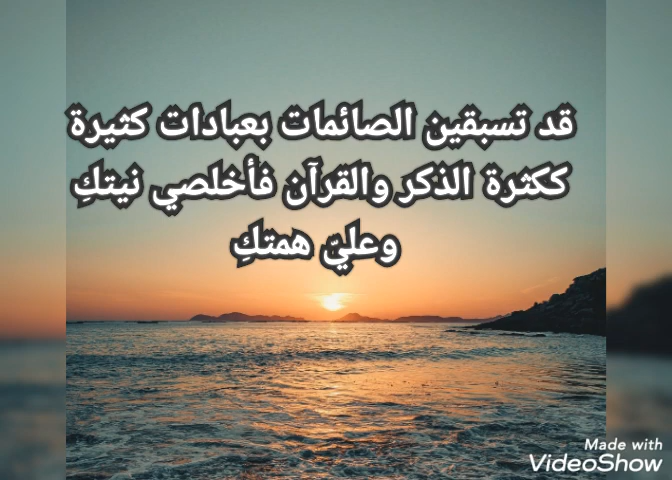 قد تسبقين الصائمات بعبادات كثيرة
ككثرة الذكر والقرآن فأخلصي نيتكِ
وعليّ همتكِ
Made with
VideoShow